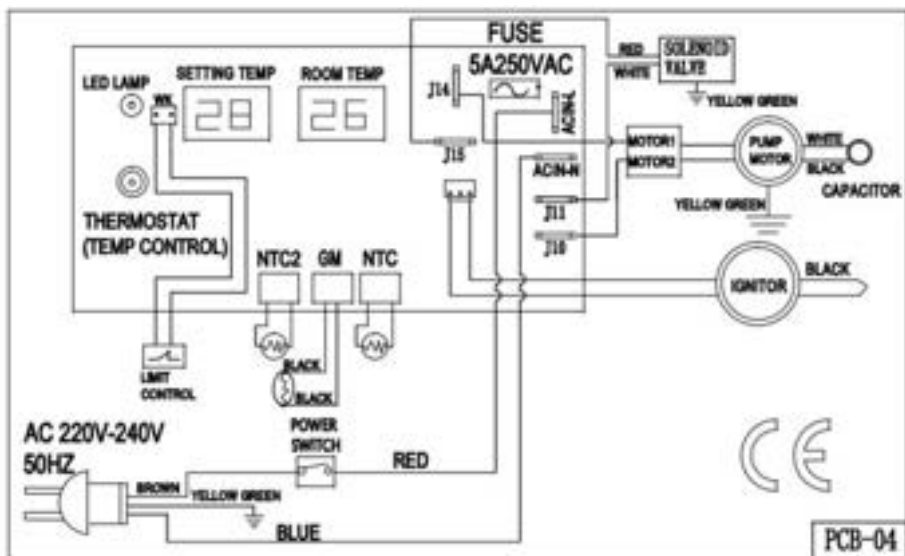 FUSE
5A250VAC
SETTING TEMP
ROOM TEMP
LED LAMP
WK
28
26
J14
ACIN-L
RED
WHITE
SOLENOID
VALVE
YELLOW GREEN
J15
ACIN-N
MOTOR1
MOTOR2
PUMP
MOTOR
WHITE
BLACK
CAPACITOR
J11
YELLOW GREEN
J10
THERMOSTAT
(TEMP CONTROL)
NTC2
GM
NTC
IGNITOR
BLACK
LIMIT
CONTROL
BLACK
BLACK
AC 220V-240V
50HZ
POWER
SWITCH
RED
BROWN
YELLOW GREEN
BLUE
CE
PCB-04